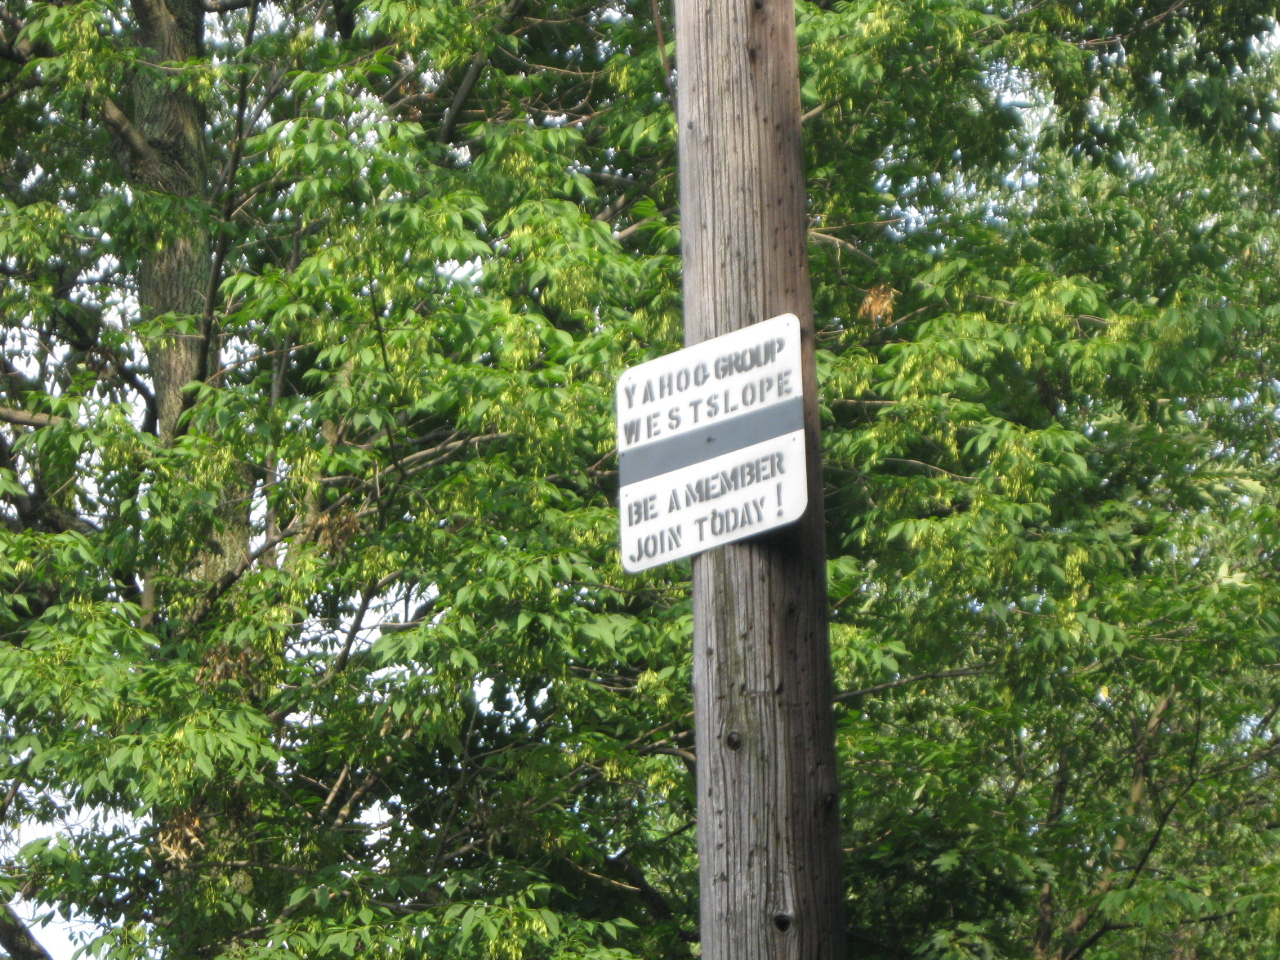 YAHOO GROUP
WESTSLOPE
BE A MEMBER
JOIN TODAY!